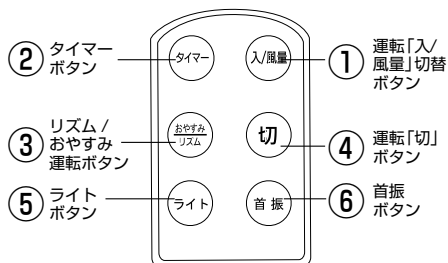 ② タイマー
ボタン
タイマー
入/風量
① 運転「入/
風量」切替
ボタン
③ リズム /
おやすみ
運転ボタン
おやすみ
リズム
切
④ 運転「切」
ボタン
⑤ ライト
ボタン
ライト
首 振
⑥ 首振
ボタン